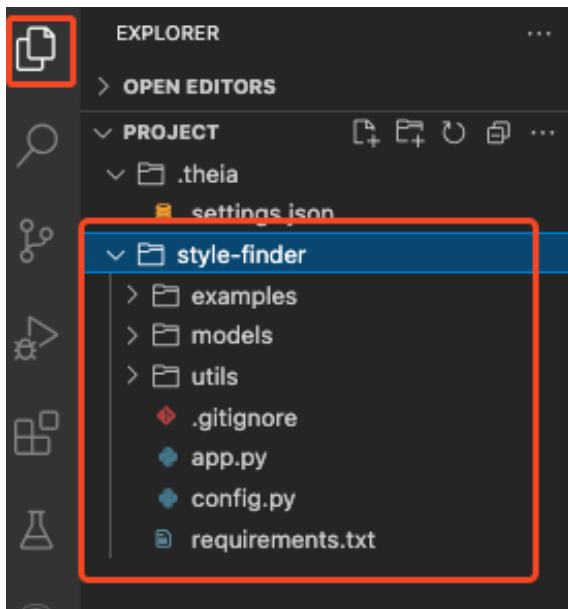 EXPLORER
OPEN EDITORS
PROJECT
.theia
settings.json
style-finder
examples
models
utils
.gitignore
app.py
config.py
requirements.txt